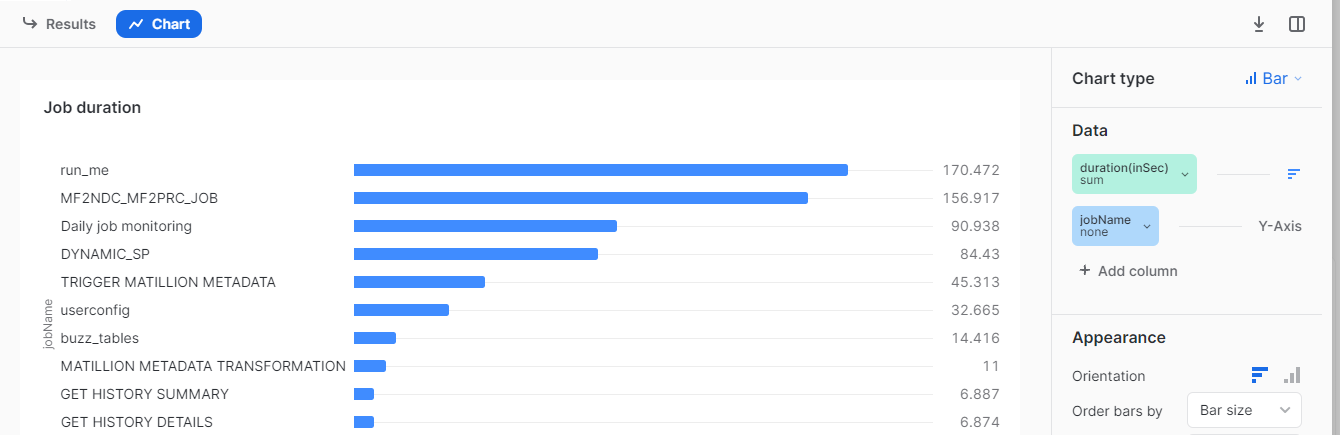 Results
Chart
Job duration
run_me 170.472
MF2NDC_MF2PRC_JOB 156.917
Daily job monitoring 90.938
DYNAMIC_SP 84.43
TRIGGER MATILLION METADATA 45.313
userconfig 32.665
buzz_tables 14.416
MATILLION METADATA TRANSFORMATION 11
GET HISTORY SUMMARY 6.887
GET HISTORY DETAILS 6.874
jobName
Chart type Bar
Data
duration(inSec)
sum
jobName
none
Y-Axis
+ Add column
Appearance
Orientation
Order bars by Bar size